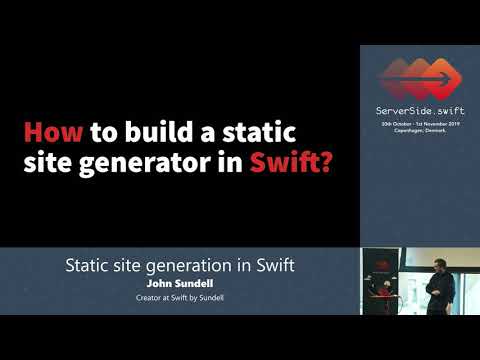 How to build a static
site generator in Swift?
ServerSide.swift
30th October - 1st November 2019
Copenhagen, Denmark
Static site generation in Swift
John Sundell
Creator at Swift by Sundell